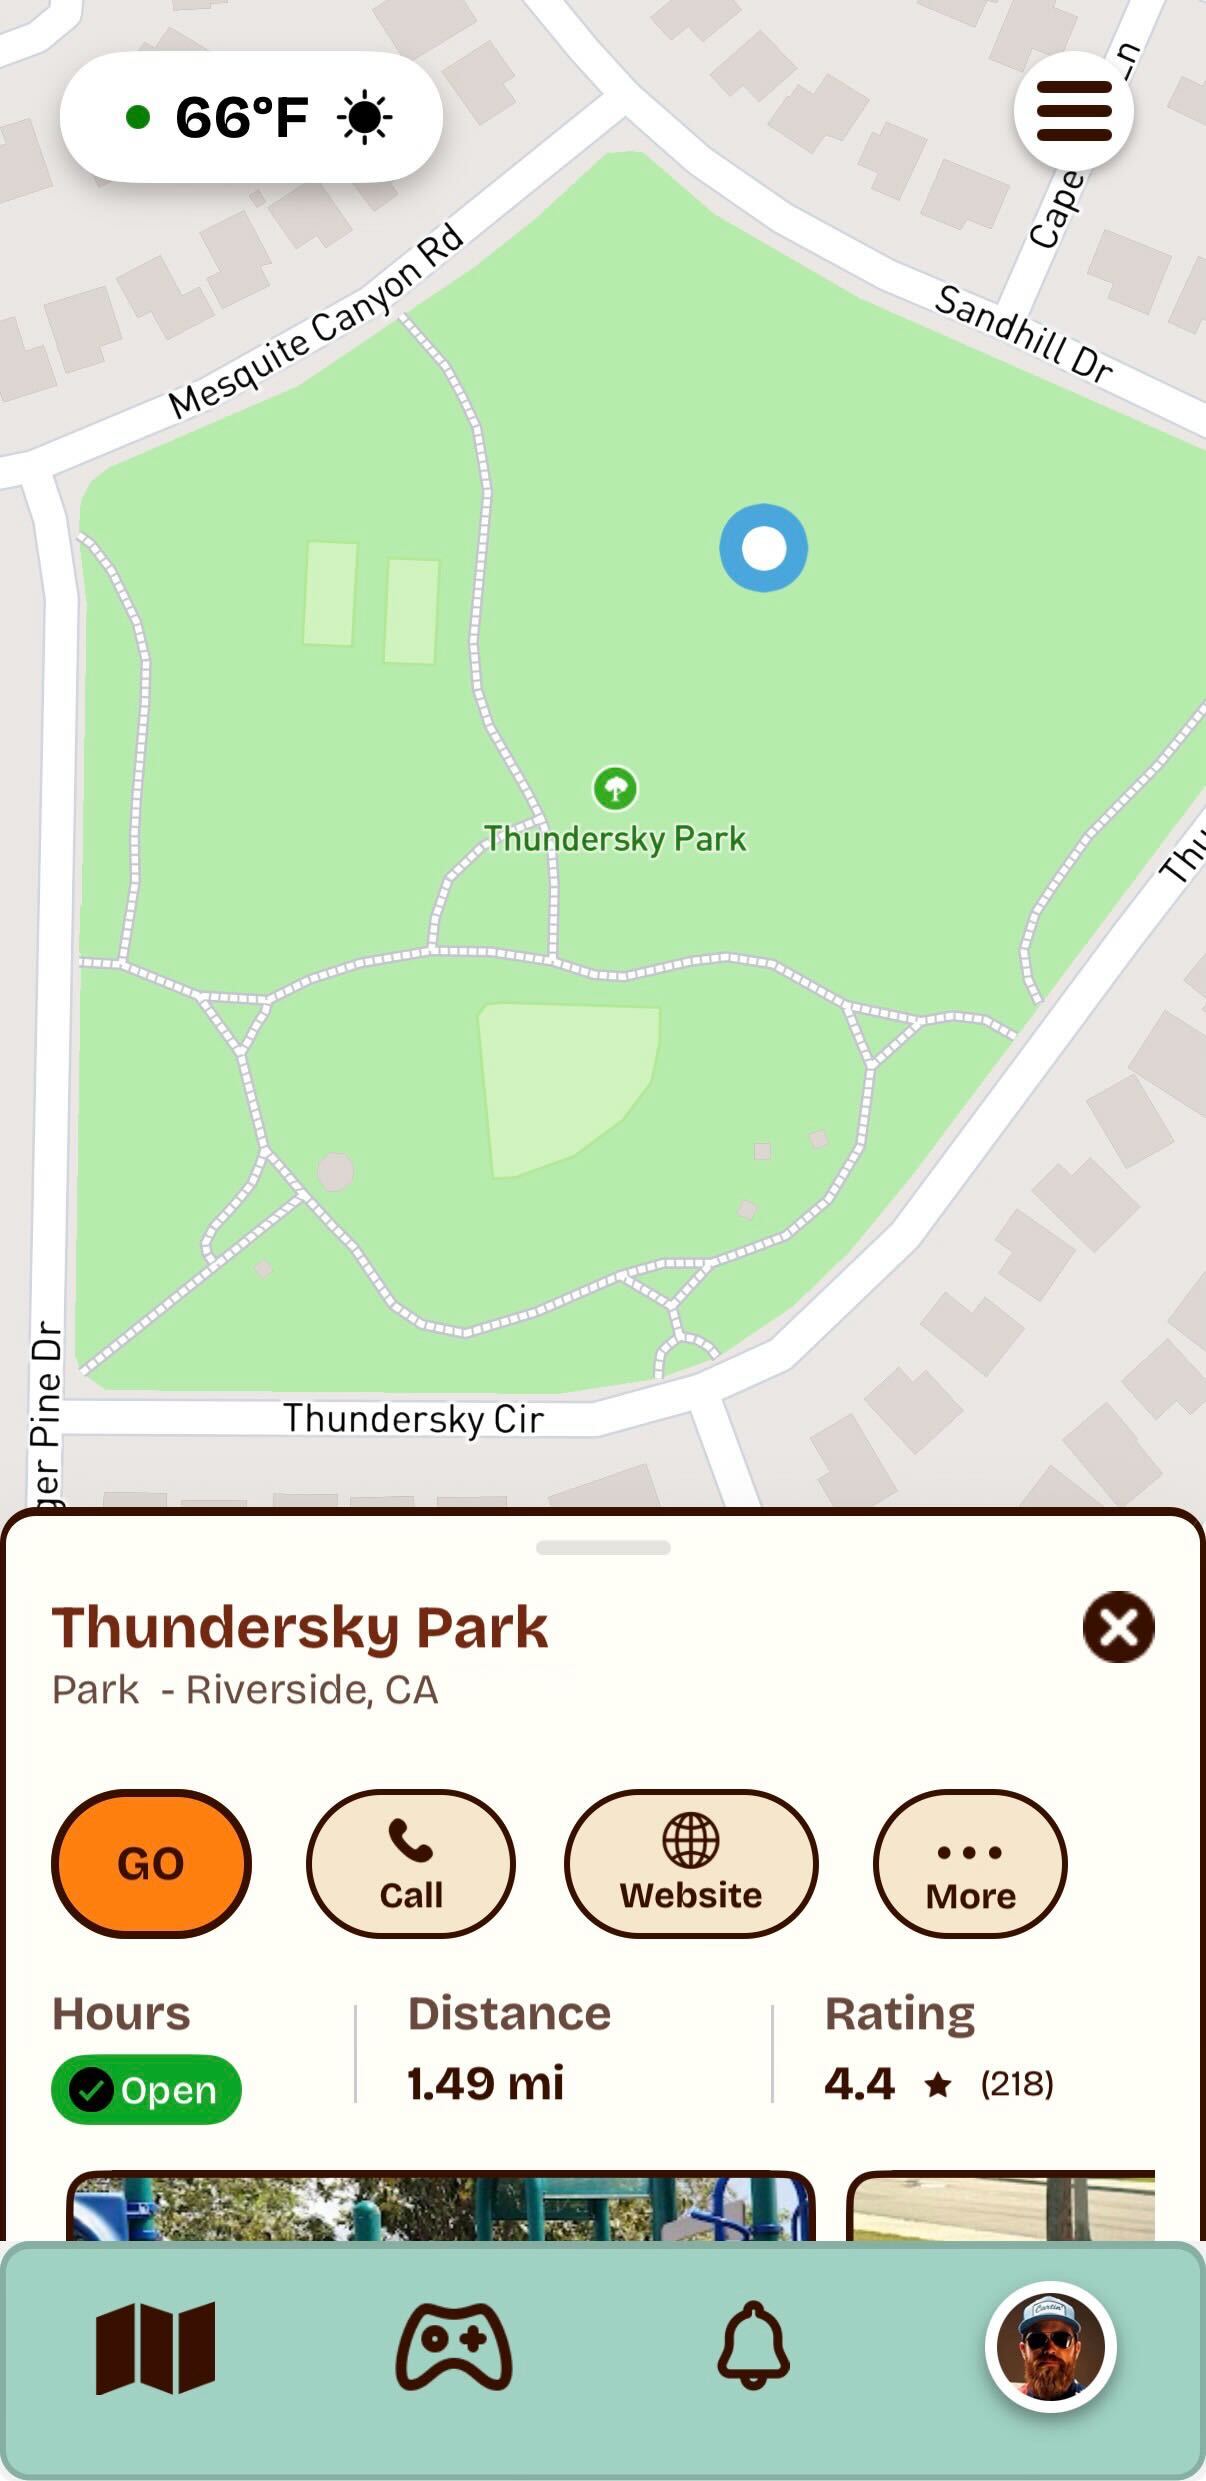 66°F
Cape
Ln
Mesquite Canyon Rd
Sandhill Dr
Thundersky Park
Thu
ger Pine Dr
Thundersky Cir
Thundersky Park
Park - Riverside, CA
GO
Call
Website
More
Hours
Distance
Rating
Open
1.49 mi
4.4 ★ (218)